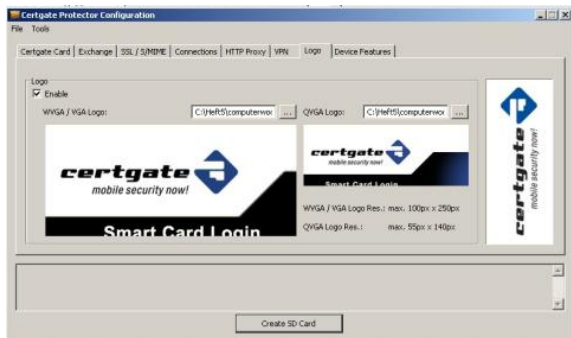 Certgate Protector Configuration
File Tools
Certgate Card Exchange SSL / S/MIME Connections HTTP Proxy VPN Logo Device Features
Logo
Enable
WVGA / VGA Logo: C:\Heft5\computerwor ... QVGA Logo: C:\Heft5\computerwor ...
certgate
mobile security now!
Smart Card Login
certgate
mobile security now!
Smart Card Login
WVGA / VGA Logo Res.: max. 100px x 250px
QVGA Logo Res.: max. 55px x 140px
certgate
mobile security now!
Create SD Card